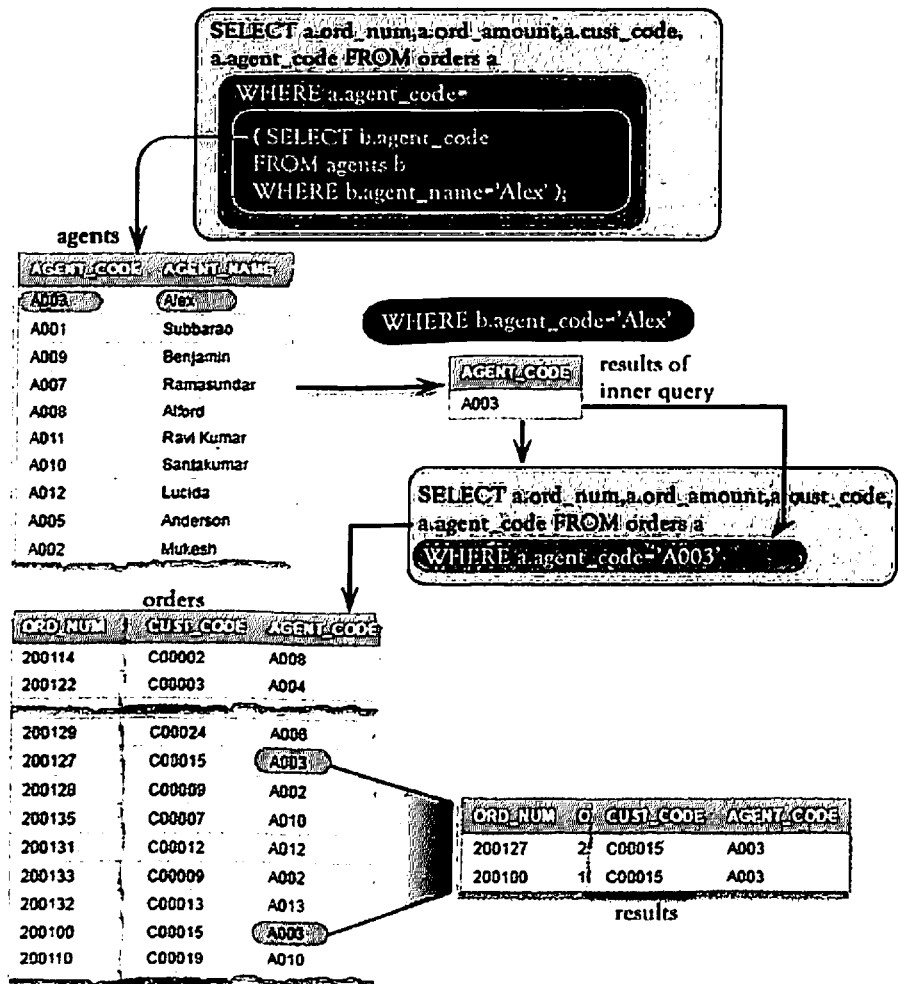 SELECT a.ord_num,a.ord_amount,a.cust_code,
a.agent_code FROM orders a
WHERE a.agent_code=
( SELECT b.agent_code
FROM agents b
WHERE b.agent_name='Alex' );
agents
AGENT_CODE AGENT_NAME
A003 Alex
A001 Subbarao
A009 Benjamin
A007 Ramasundar
A008 Alford
A011 Ravi Kumar
A010 Santakumar
A012 Lucida
A005 Anderson
A002 Mukesh
WHERE b.agent_code='Alex'
AGENT_CODE
A003
results of
inner query
SELECT a.ord_num,a.ord_amount,a.cust_code,
a.agent_code FROM orders a
WHERE a.agent_code='A003'
orders
ORD_NUM CUST_CODE AGENT_CODE
200114 C00002 A008
200122 C00003 A004
200129 C00024 A006
200127 C00015 A003
200128 C00009 A002
200135 C00007 A010
200131 C00012 A012
200133 C00009 A002
200132 C00013 A013
200100 C00015 A003
200110 C00019 A010
ORD_NUM O CUST_CODE AGENT_CODE
200127 2 C00015 A003
200100 1 C00015 A003
results